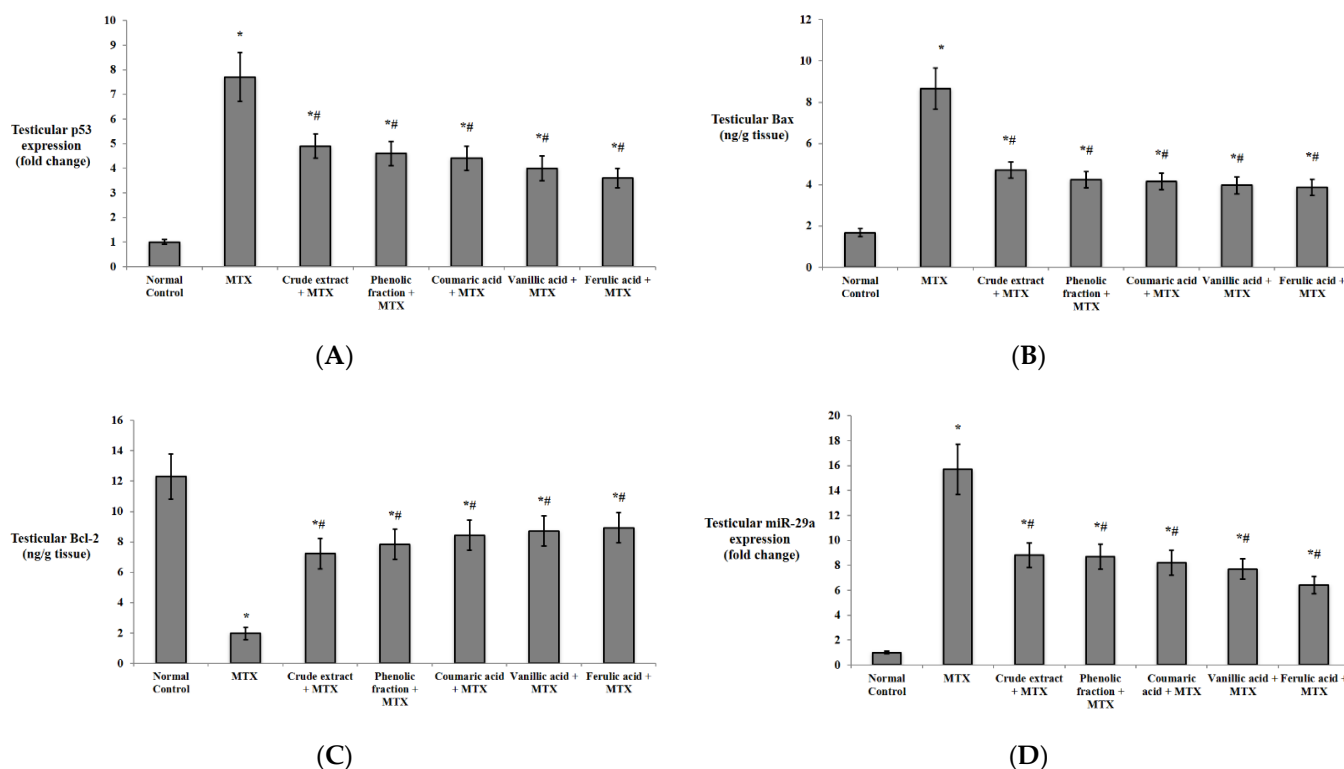 10
9
8
7
6
5
4
3
2
1
0
Testicular p53
expression
(fold change)
*
*#
*#
*#
*#
*#
Normal
Control
MTX
Crude extract
+ MTX
Phenolic
fraction +
MTX
Coumaric acid
+ MTX
Vanillic acid +
MTX
Ferulic acid +
MTX
(A)
12
10
8
6
4
2
0
Testicular Bax
(ng/g tissue)
*
*#
*#
*#
*#
*#
Normal
Control
MTX
Crude extract
+ MTX
Phenolic
fraction +
MTX
Coumaric acid
+ MTX
Vanillic acid +
MTX
Ferulic acid +
MTX
(B)
16
14
12
10
8
6
4
2
0
Testicular Bcl-2
(ng/g tissue)
*
*#
*#
*#
*#
*#
Normal
Control
MTX
Crude extract
+ MTX
Phenolic
fraction +
MTX
Coumaric
acid + MTX
Vanillic acid +
MTX
Ferulic acid +
MTX
(C)
20
18
16
14
12
10
8
6
4
2
0
Testicular miR-29a
expression
(fold change)
*
*#
*#
*#
*#
*#
Normal
Control
MTX
Crude extract
+ MTX
Phenolic
fraction +
MTX
Coumaric
acid + MTX
Vanillic acid +
MTX
Ferulic acid +
MTX
(D)